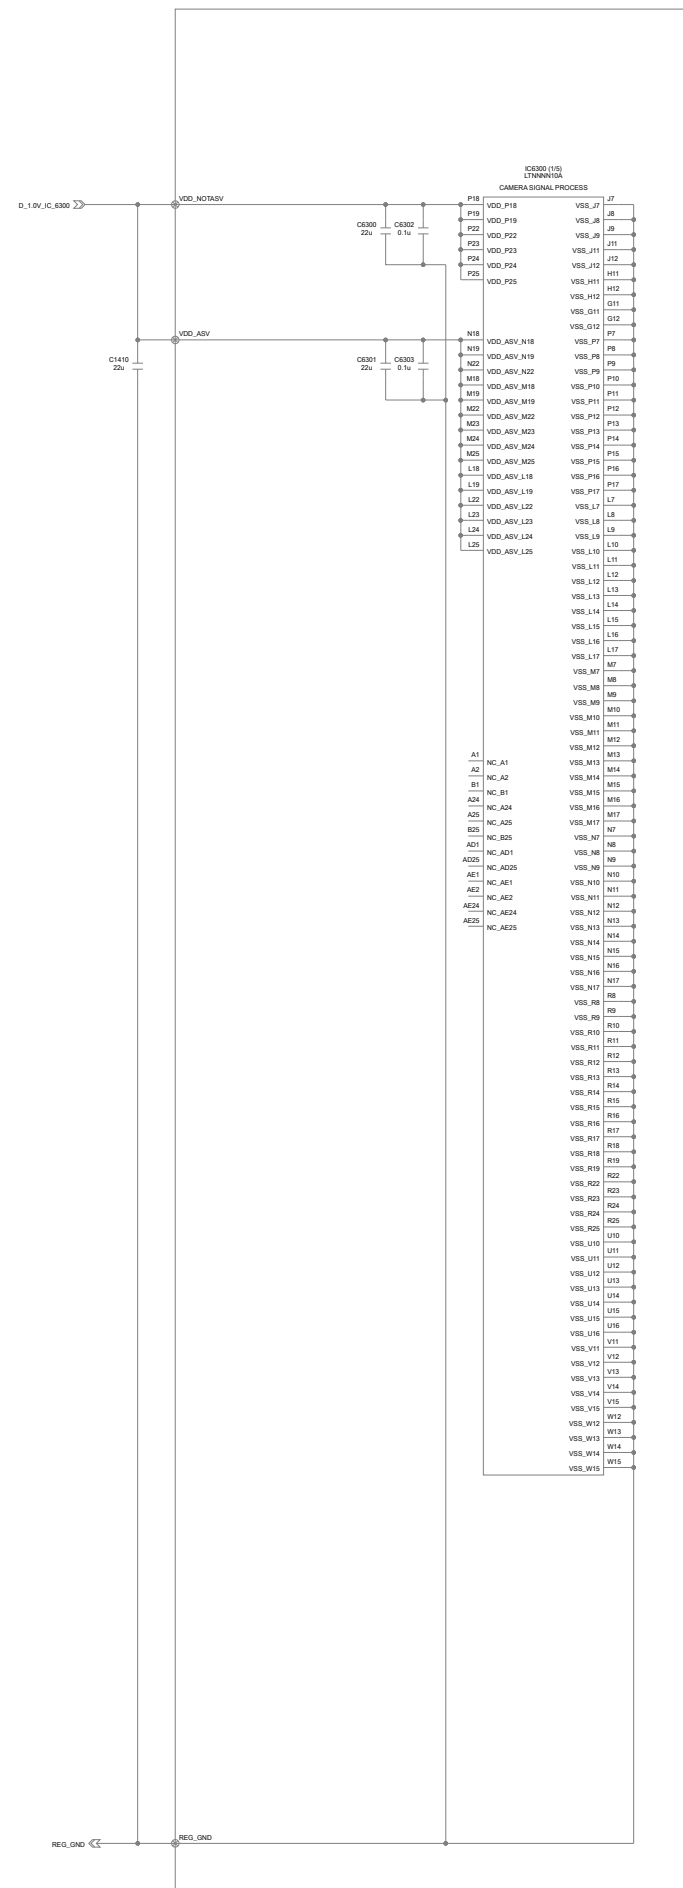 IC6300 (1/5)
LTNNNN10A
CAMERA SIGNAL PROCESS
D_1.0V_IC_6300
VDD_NOTASV
C6300
22u
C6302
0.1u
P18
VDD_P18
P19
VDD_P19
P22
VDD_P22
P23
VDD_P23
P24
VDD_P24
P25
VDD_P25
VDD_ASV
C1410
22u
C6301
22u
C6303
0.1u
N18
VDD_ASV_N18
N19
VDD_ASV_N19
N22
VDD_ASV_N22
M18
VDD_ASV_M18
M19
VDD_ASV_M19
M22
VDD_ASV_M22
M23
VDD_ASV_M23
M24
VDD_ASV_M24
M25
VDD_ASV_M25
L18
VDD_ASV_L18
L19
VDD_ASV_L19
L22
VDD_ASV_L22
L23
VDD_ASV_L23
L24
VDD_ASV_L24
L25
VDD_ASV_L25
A1
NC_A1
A2
NC_A2
B1
NC_B1
A24
NC_A24
A25
NC_A25
B25
NC_B25
AD1
NC_AD1
AD25
NC_AD25
AE1
NC_AE1
AE2
NC_AE2
AE24
NC_AE24
AE25
NC_AE25
J7
VSS_J7
J8
VSS_J8
J9
VSS_J9
J11
VSS_J11
J12
VSS_J12
H11
VSS_H11
H12
VSS_H12
G11
VSS_G11
G12
VSS_G12
P7
VSS_P7
P8
VSS_P8
P9
VSS_P9
P10
VSS_P10
P11
VSS_P11
P12
VSS_P12
P13
VSS_P13
P14
VSS_P14
P15
VSS_P15
P16
VSS_P16
P17
VSS_P17
L7
VSS_L7
L8
VSS_L8
L9
VSS_L9
L10
VSS_L10
L11
VSS_L11
L12
VSS_L12
L13
VSS_L13
L14
VSS_L14
L15
VSS_L15
L16
VSS_L16
L17
VSS_L17
M7
VSS_M7
M8
VSS_M8
M9
VSS_M9
M10
VSS_M10
M11
VSS_M11
M12
VSS_M12
M13
VSS_M13
M14
VSS_M14
M15
VSS_M15
M16
VSS_M16
M17
VSS_M17
N7
VSS_N7
N8
VSS_N8
N9
VSS_N9
N10
VSS_N10
N11
VSS_N11
N12
VSS_N12
N13
VSS_N13
N14
VSS_N14
N15
VSS_N15
N16
VSS_N16
N17
VSS_N17
R8
VSS_R8
R9
VSS_R9
R10
VSS_R10
R11
VSS_R11
R12
VSS_R12
R13
VSS_R13
R14
VSS_R14
R15
VSS_R15
R16
VSS_R16
R17
VSS_R17
R18
VSS_R18
R19
VSS_R19
R22
VSS_R22
R23
VSS_R23
R24
VSS_R24
R25
VSS_R25
U10
VSS_U10
U11
VSS_U11
U12
VSS_U12
U13
VSS_U13
U14
VSS_U14
U15
VSS_U15
U16
VSS_U16
V11
VSS_V11
V12
VSS_V12
V13
VSS_V13
V14
VSS_V14
V15
VSS_V15
W12
VSS_W12
W13
VSS_W13
W14
VSS_W14
W15
VSS_W15
REG_GND
REG_GND